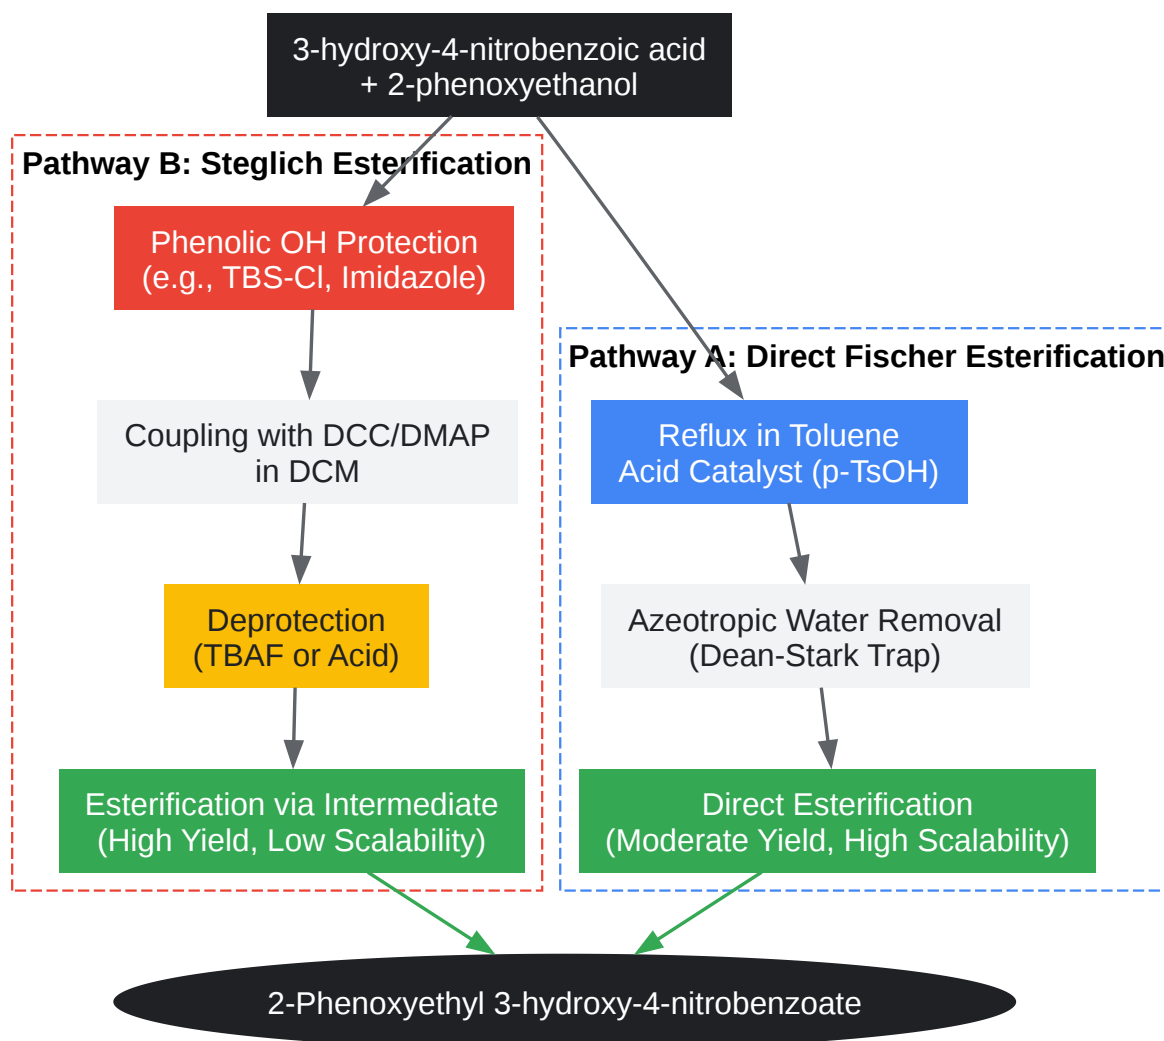 3-hydroxy-4-nitrobenzoic acid
+ 2-phenoxyethanol
Pathway B: Steglich Esterification
Phenolic OH Protection
(e.g., TBS-Cl, Imidazole)
Coupling with DCC/DMAP
in DCM
Deprotection
(TBAF or Acid)
Esterification via Intermediate
(High Yield, Low Scalability)
Pathway A: Direct Fischer Esterification
Reflux in Toluene
Acid Catalyst (p-TsOH)
Azeotropic Water Removal
(Dean-Stark Trap)
Direct Esterification
(Moderate Yield, High Scalability)
2-Phenoxyethyl 3-hydroxy-4-nitrobenzoate